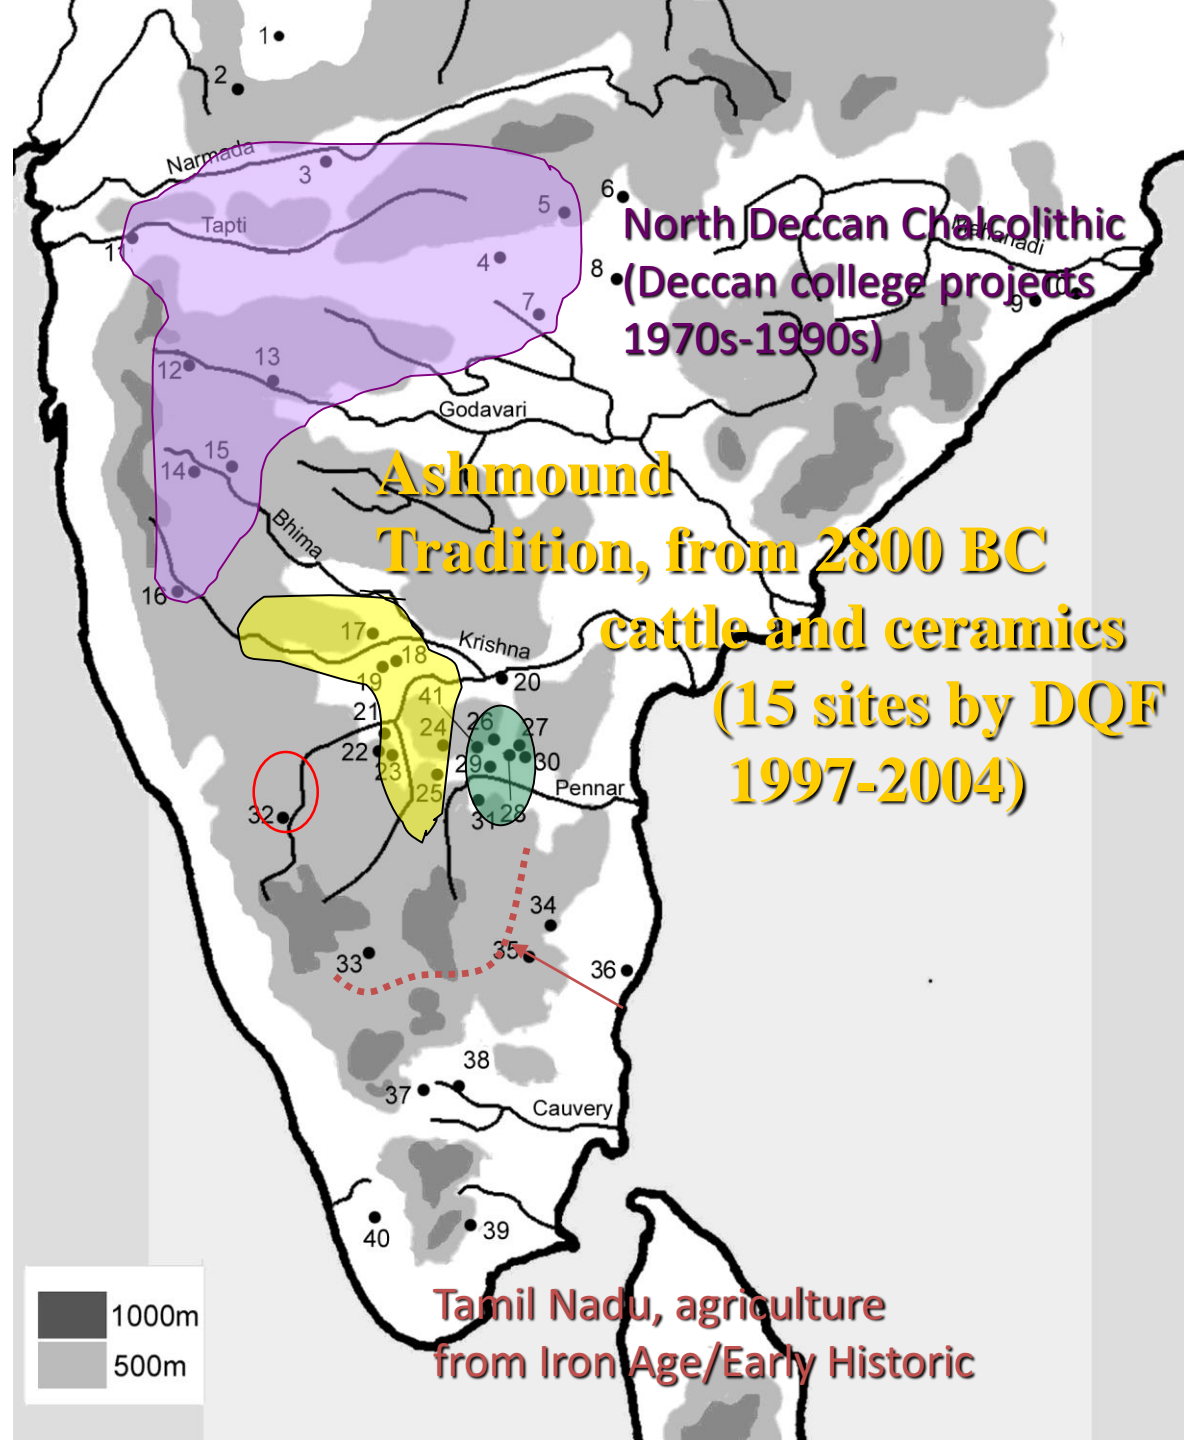 1
2
Narmada
3
6
5
Tapti
North Deccan Chalcolithic
Mahanadi
11
4
8
(Deccan college projects
10
9
7
1970s-1990s)
13
12
Godavari
15
14
Ashmound
Bhima
Tradition, from 2800 BC
16
17
Krishna
cattle and ceramics
18
19
20
41
(15 sites by DQF
21
24
26
27
22
23
29
30
25
Pennar
1997-2004)
28
31
32
34
35
33
36
38
37
Cauvery
40
39
1000m
500m
Tamil Nadu, agriculture
from Iron Age/Early Historic